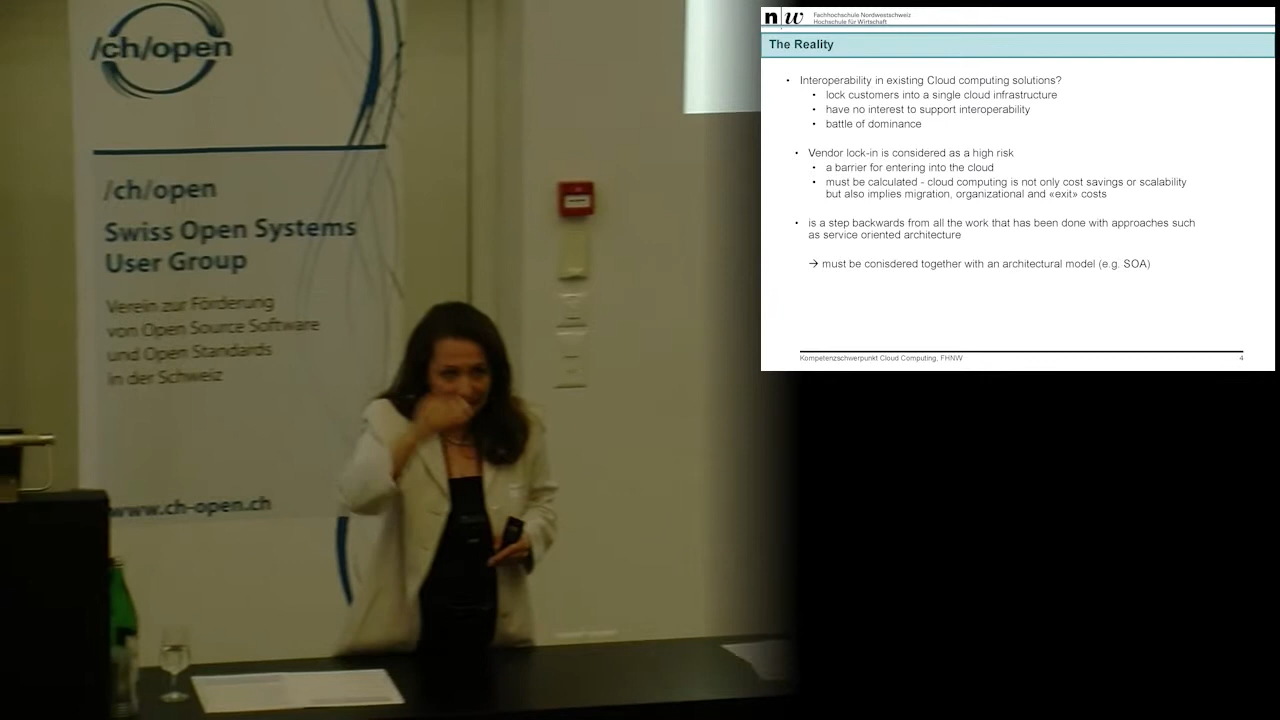 /ch/open
/ch/open
Swiss Open Systems
User Group
Verein zur Förderung
von Open Source Software
und Open Standards
in der Schweiz
www.ch-open.ch
n w
Fachhochschule Nordwestschweiz
Hochschule für Wirtschaft
The Reality
• Interoperability in existing Cloud computing solutions?
• lock customers into a single cloud infrastructure
• have no interest to support interoperability
• battle of dominance
• Vendor lock-in is considered as a high risk
• a barrier for entering into the cloud
• must be calculated - cloud computing is not only cost savings or scalability
but also implies migration, organizational and «exit» costs
• is a step backwards from all the work that has been done with approaches such
as service oriented architecture
→ must be conisdered together with an architectural model (e.g. SOA)
Kompetenzschwerpunkt Cloud Computing, FHNW
4